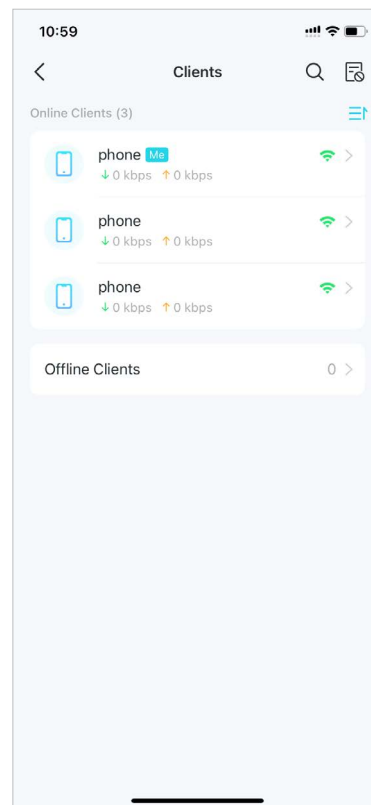 10:59
Clients
Online Clients (3)
phone Me
↓ 0 kbps ↑ 0 kbps
phone
↓ 0 kbps ↑ 0 kbps
phone
↓ 0 kbps ↑ 0 kbps
Offline Clients 0